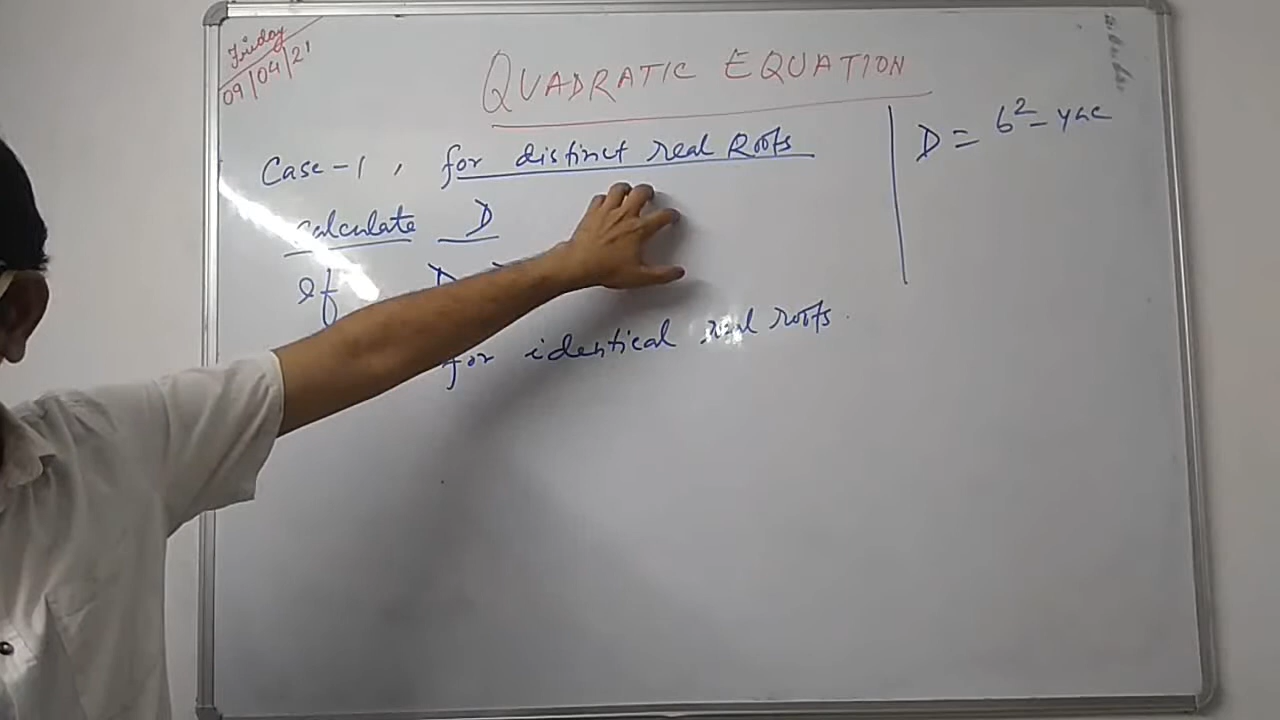 Friday
09/04/21
QUADRATIC EQUATION
Case-1, for distinct real Roots
D = b²-4ac
calculate D
If D
for identical real roots.